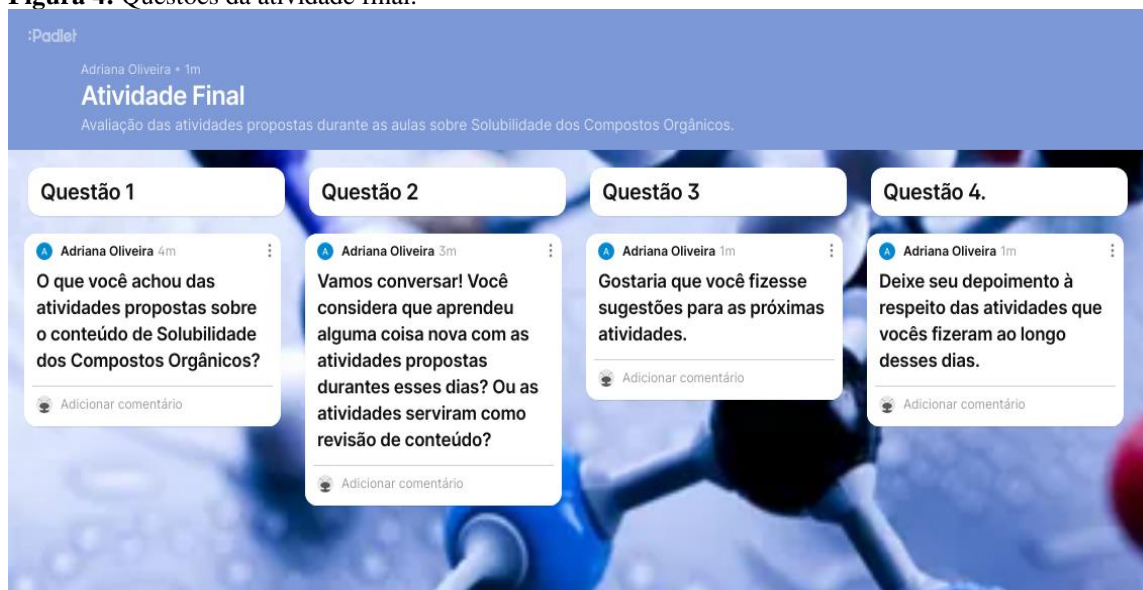 Figura 4: Questões da atividade final.
:Padlet
Adriana Oliveira • 1m
Atividade Final
Avaliação das atividades propostas durante as aulas sobre Solubilidade dos Compostos Orgânicos.
Questão 1
A Adriana Oliveira 4m
O que você achou das
atividades propostas sobre
o conteúdo de Solubilidade
dos Compostos Orgânicos?
Adicionar comentário
Questão 2
A Adriana Oliveira 3m
Vamos conversar! Você
considera que aprendeu
alguma coisa nova com as
atividades propostas
durantes esses dias? Ou as
atividades serviram como
revisão de conteúdo?
Adicionar comentário
Questão 3
A Adriana Oliveira 1m
Gostaria que você fizesse
sugestões para as próximas
atividades.
Adicionar comentário
Questão 4.
A Adriana Oliveira 1m
Deixe seu depoimento à
respeito das atividades que
vocês fizeram ao longo
desses dias.
Adicionar comentário